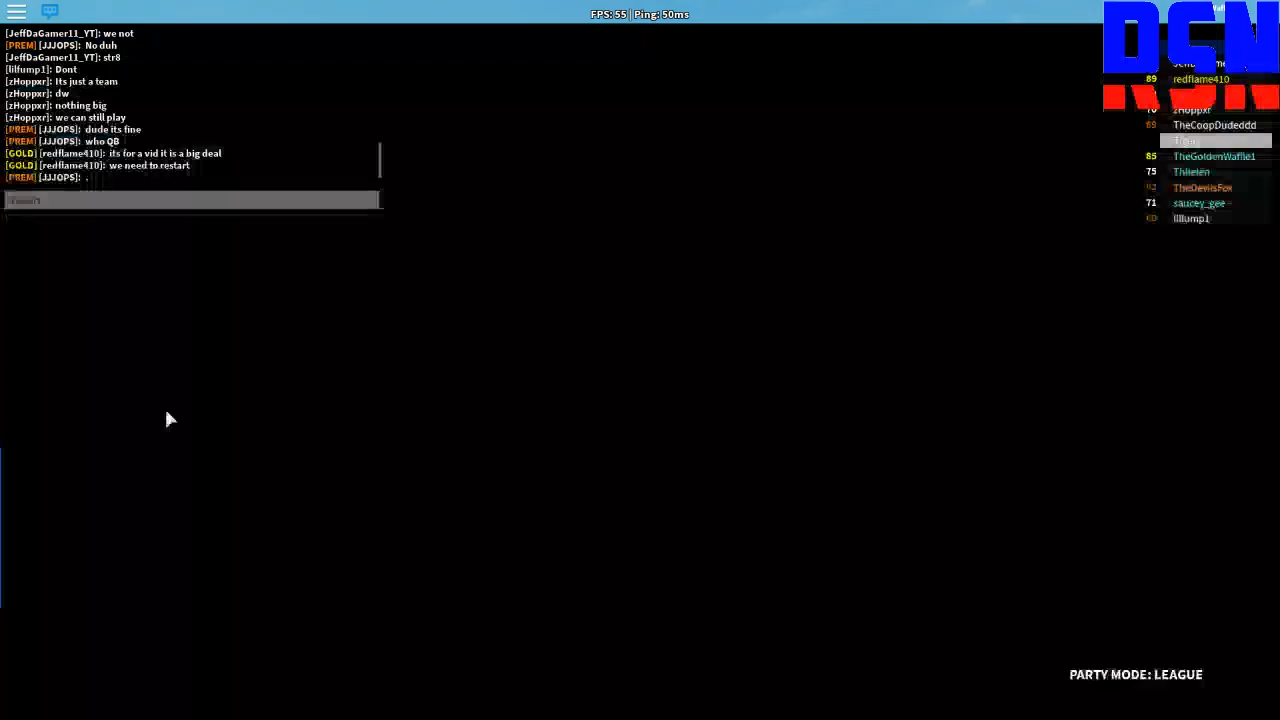 FPS: 55 | Ping: 50ms
[JeffDaGamer11_YT]: we not
[PREM] [JJJOPS]: No duh
[JeffDaGamer11_YT]: str8
[lilfump1]: Dont
[zHoppxr]: Its just a team
[zHoppxr]: dw
[zHoppxr]: nothing big
[zHoppxr]: we can still play
[PREM] [JJJOPS]: dude its fine
[PREM] [JJJOPS]: who QB
[GOLD] [redflame410]: its for a vid it is a big deal
[GOLD] [redflame410]: we need to restart
[PREM] [JJJOPS]: .
DSN
89 redflame410
zHoppxr
TheCoopDudeddd
85 TheGoldenWaffle1
75
TheDevilsFox
71 saucey_gee
PARTY MODE: LEAGUE